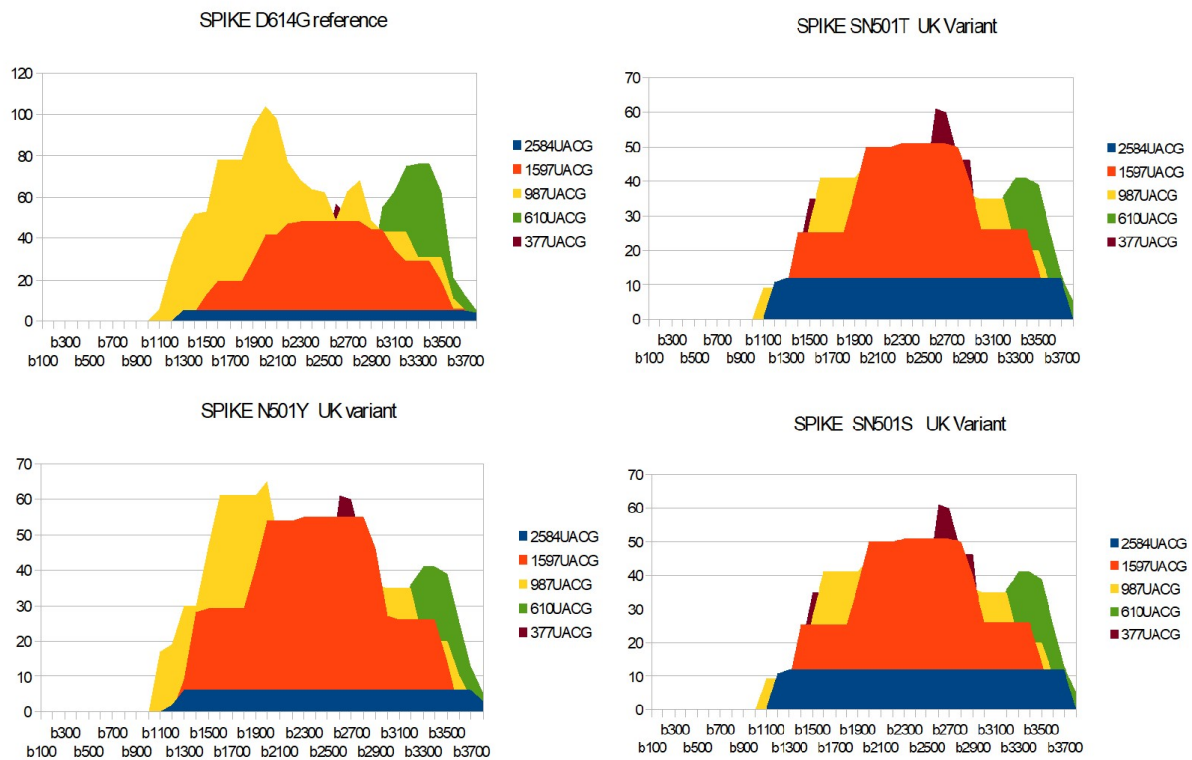 SPIKE D614G reference
120
100
80
60
40
20
0
b300 b700 b1100 b1500 b1900 b2300 b2700 b3100 b3500
b100 b500 b900 b1300 b1700 b2100 b2500 b2900 b3300 b3700
2584UACG
1597UACG
987UACG
610UACG
377UACG
SPIKE SN501T UK Variant
70
60
50
40
30
20
10
0
b300 b700 b1100 b1500 b1900 b2300 b2700 b3100 b3500
b100 b500 b900 b1300 b1700 b2100 b2500 b2900 b3300 b3700
2584UACG
1597UACG
987UACG
610UACG
377UACG
SPIKE N501Y UK variant
70
60
50
40
30
20
10
0
b300 b700 b1100 b1500 b1900 b2300 b2700 b3100 b3500
b100 b500 b900 b1300 b1700 b2100 b2500 b2900 b3300 b3700
2584UACG
1597UACG
987UACG
610UACG
377UACG
SPIKE SN501S UK Variant
70
60
50
40
30
20
10
0
b300 b700 b1100 b1500 b1900 b2300 b2700 b3100 b3500
b100 b500 b900 b1300 b1700 b2100 b2500 b2900 b3300 b3700
2584UACG
1597UACG
987UACG
610UACG
377UACG